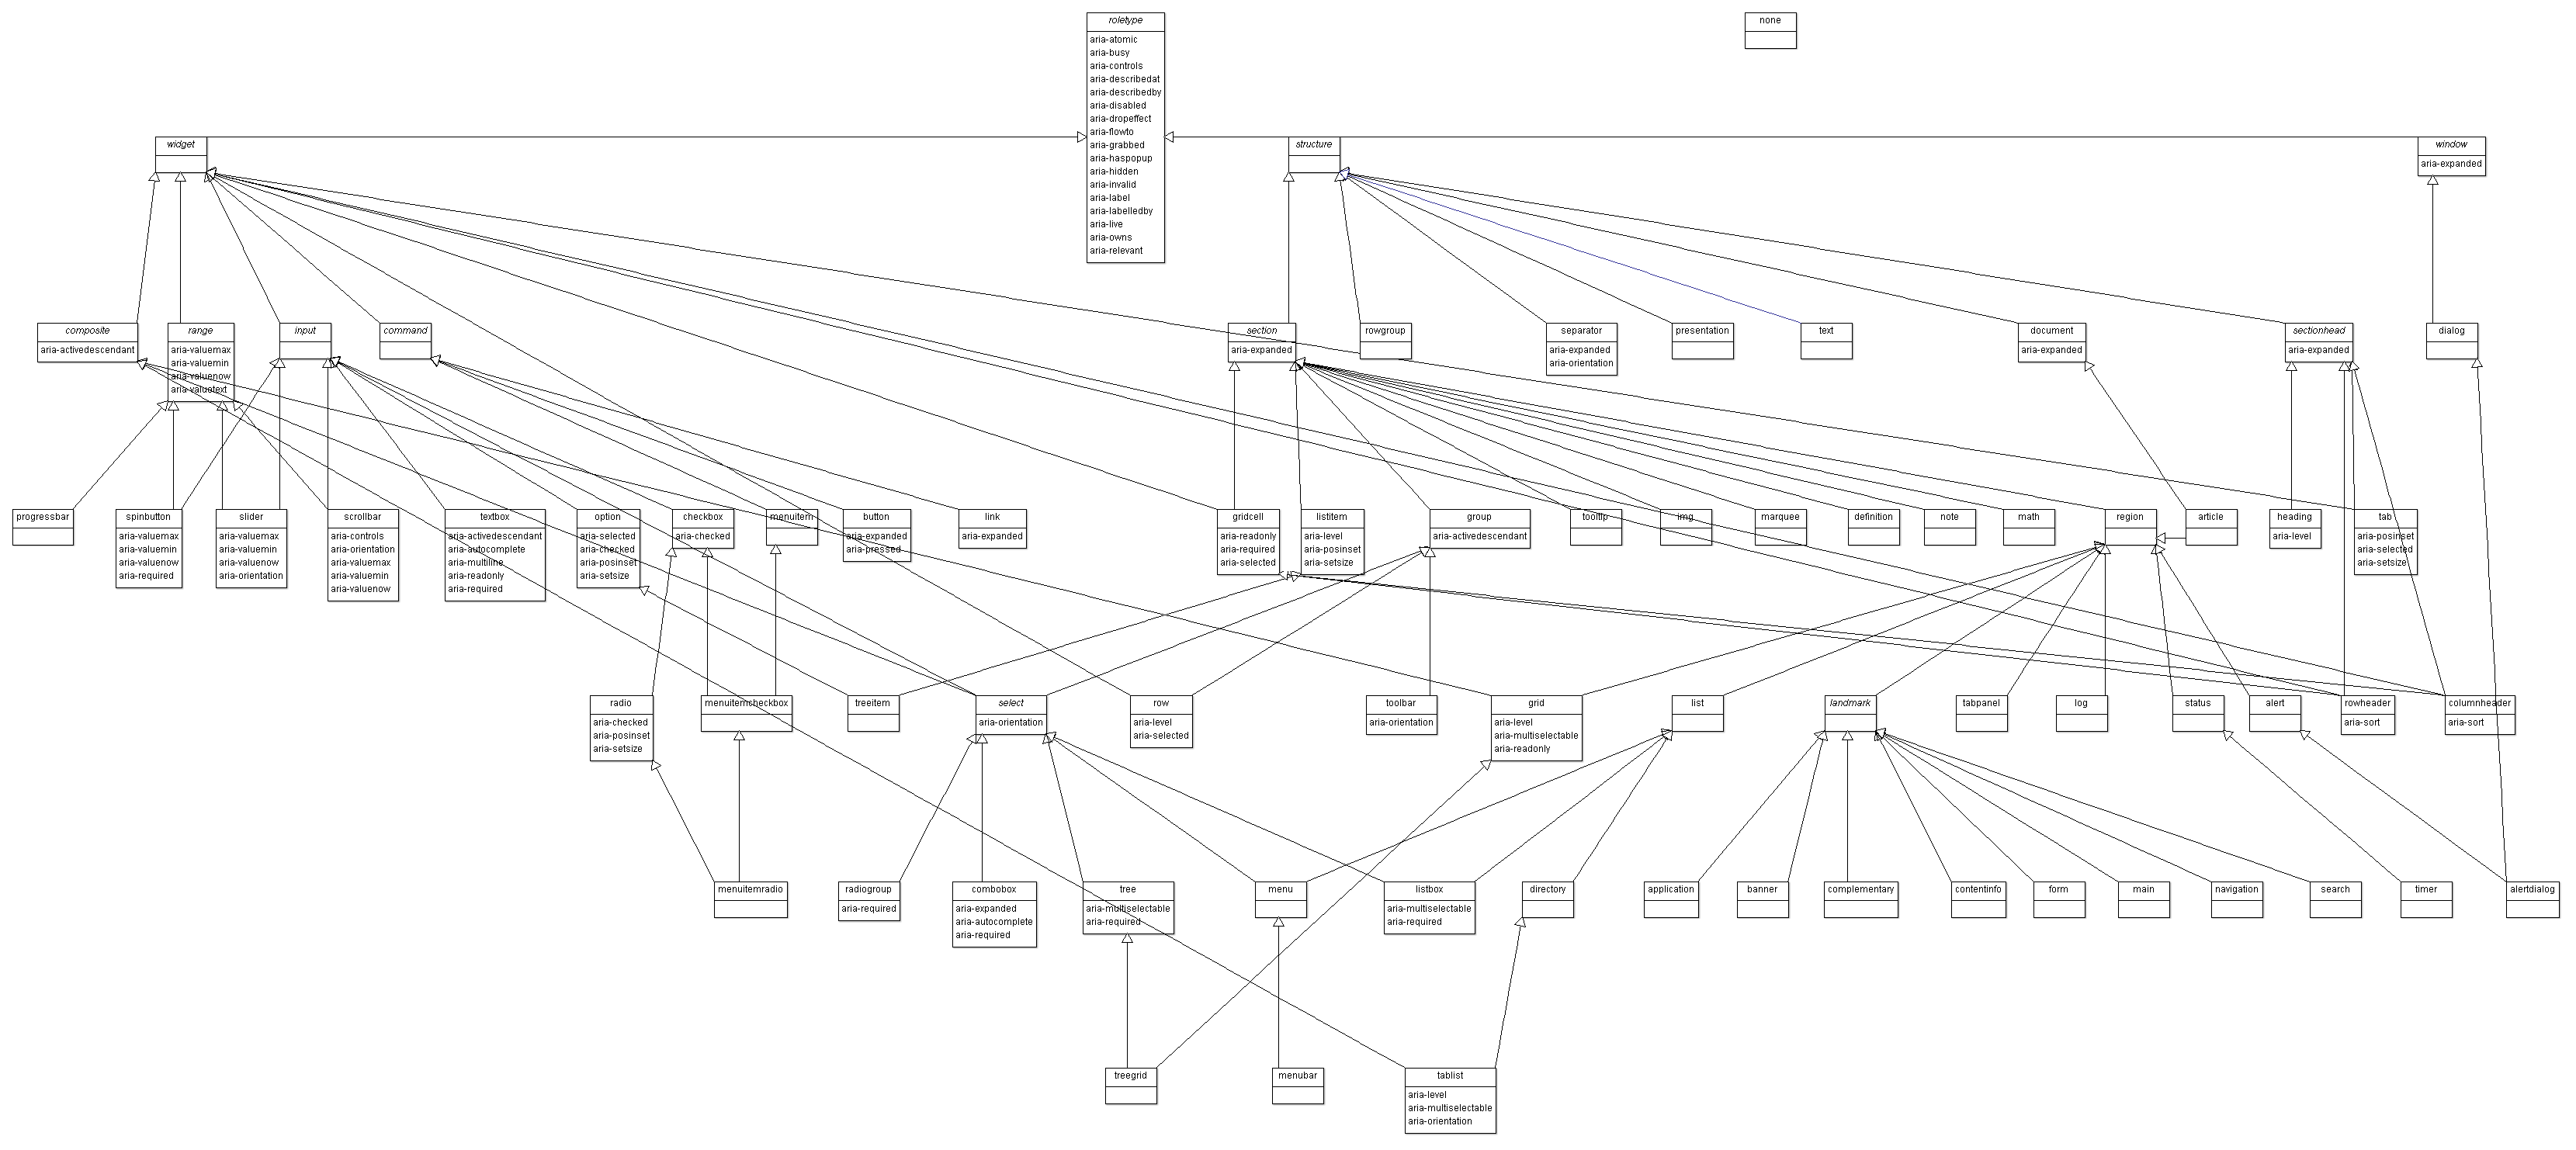 roletype
aria-atomic
aria-busy
aria-controls
aria-describedat
aria-describedby
aria-disabled
aria-dropeffect
aria-flowto
aria-grabbed
aria-haspopup
aria-hidden
aria-invalid
aria-label
aria-labelledby
aria-live
aria-owns
aria-relevant
none
widget
structure
window
aria-expanded
composite
aria-activedescendant
range
aria-valuemax
aria-valuemin
aria-valuenow
aria-valuetext
input
command
section
aria-expanded
rowgroup
separator
aria-expanded
aria-orientation
presentation
text
document
aria-expanded
sectionhead
aria-expanded
dialog
progressbar
spinbutton
aria-valuemax
aria-valuemin
aria-valuenow
aria-required
slider
aria-valuemax
aria-valuemin
aria-valuenow
aria-orientation
scrollbar
aria-controls
aria-orientation
aria-valuemax
aria-valuemin
aria-valuenow
textbox
aria-activedescendant
aria-autocomplete
aria-multiline
aria-readonly
aria-required
option
aria-selected
aria-checked
aria-posinset
aria-setsize
checkbox
aria-checked
menuitem
button
aria-expanded
aria-pressed
link
aria-expanded
gridcell
aria-readonly
aria-required
aria-selected
listitem
aria-level
aria-posinset
aria-setsize
group
aria-activedescendant
tooltip
img
marquee
definition
note
math
region
article
heading
aria-level
tab
aria-posinset
aria-selected
aria-setsize
radio
aria-checked
aria-posinset
aria-setsize
menuitemcheckbox
treeitem
select
aria-orientation
row
aria-level
aria-selected
toolbar
aria-orientation
grid
aria-level
aria-multiselectable
aria-readonly
list
landmark
tabpanel
log
status
alert
rowheader
aria-sort
columnheader
aria-sort
menuitemradio
radiogroup
aria-required
combobox
aria-expanded
aria-autocomplete
aria-required
tree
aria-multiselectable
aria-required
menu
listbox
aria-multiselectable
aria-required
directory
application
banner
complementary
contentinfo
form
main
navigation
search
timer
alertdialog
treegrid
menubar
tablist
aria-level
aria-multiselectable
aria-orientation